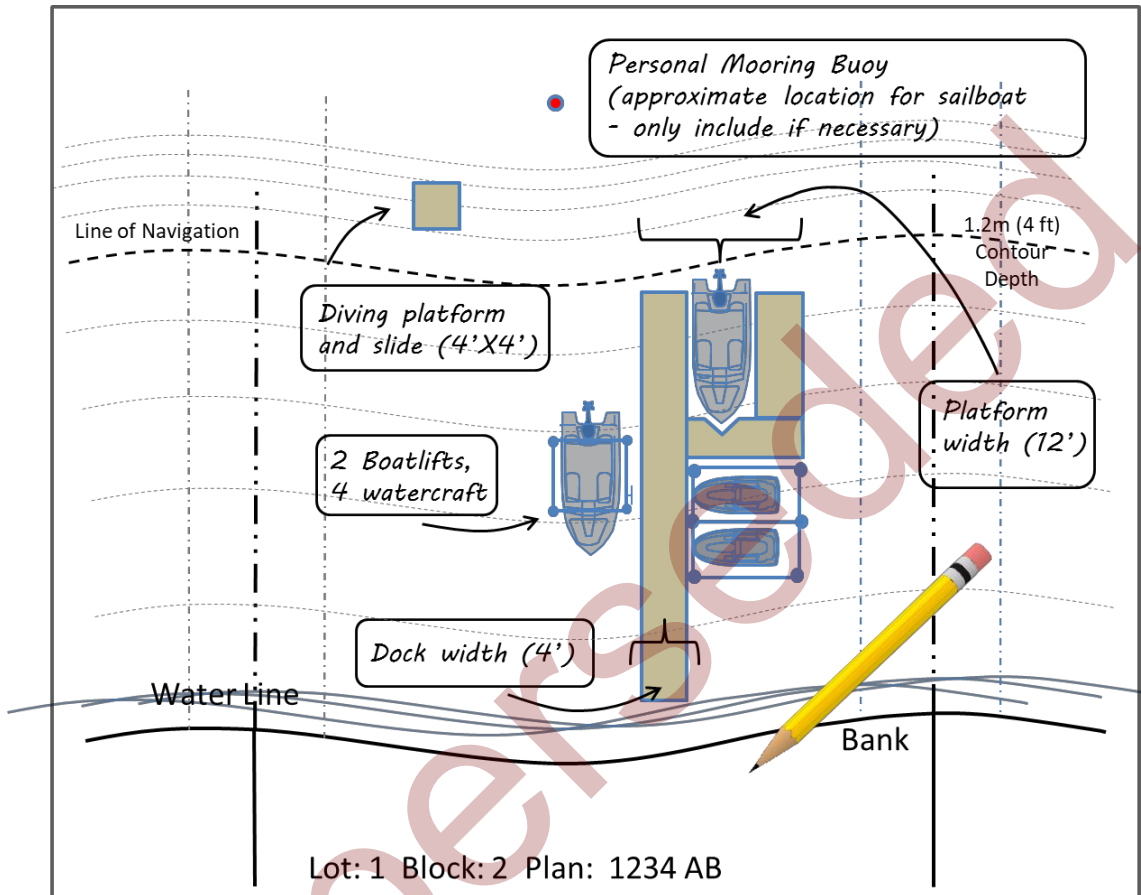 Personal Mooring Buoy
(approximate location for sailboat
- only include if necessary)
Line of Navigation
1.2m (4 ft)
Contour
Depth
Diving platform
and slide (4'X4')
Platform
width (12')
2 Boatlifts,
4 watercraft
Dock width (4')
Water Line
Bank
Lot: 1 Block: 2 Plan: 1234 AB